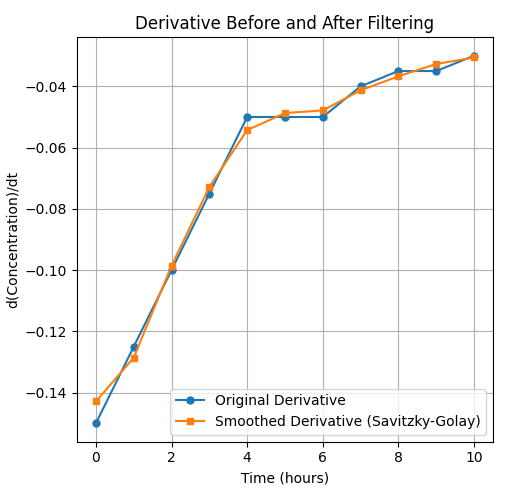 Derivative Before and After Filtering
d(Concentration)/dt
−0.04
−0.06
−0.08
−0.10
−0.12
−0.14
Original Derivative
Smoothed Derivative (Savitzky-Golay)
0 2 4 6 8 10
Time (hours)